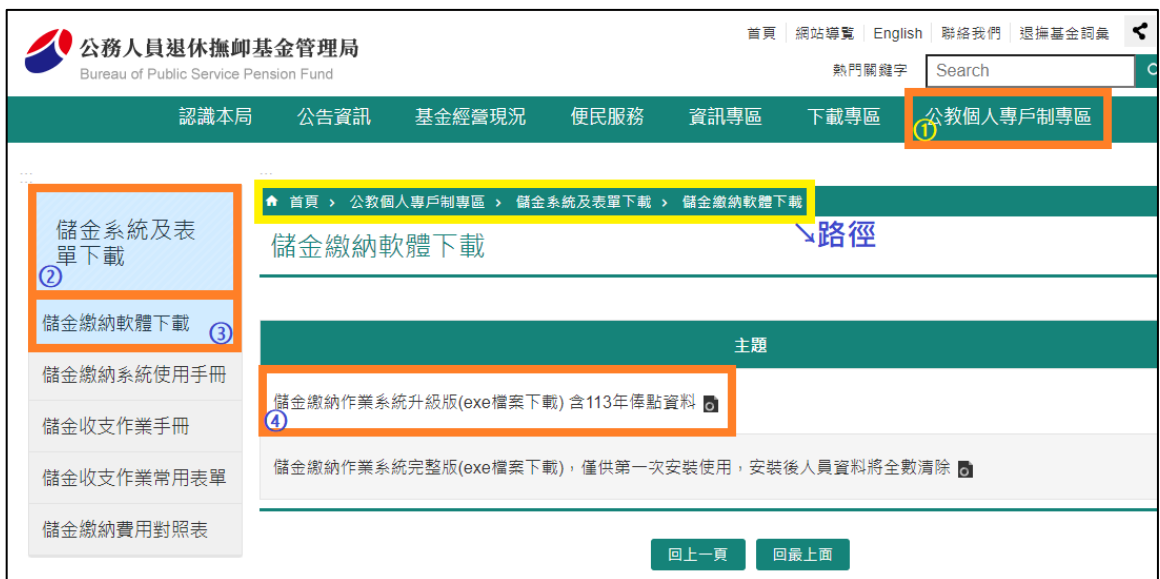 首頁 網站導覽 English 聯絡我們 退撫基金詞彙
公務人員退休撫卹基金管理局
Bureau of Public Service Pension Fund
熱門關鍵字 Search
認識本局 公告資訊 基金經營現況 便民服務 資訊專區 下載專區 公教個人專戶制專區
①
:::
:::
首頁 › 公教個人專戶制專區 › 儲金系統及表單下載 › 儲金繳納軟體下載
↘路徑
儲金系統及表
單下載
②
儲金繳納軟體下載
儲金繳納軟體下載 ③
主題
儲金繳納系統使用手冊
儲金繳納作業系統升級版(exe檔案下載) 含113年俸點資料
④
儲金收支作業手冊
儲金收支作業常用表單
儲金繳納作業系統完整版(exe檔案下載)，僅供第一次安裝使用，安裝後人員資料將全數清除
儲金繳納費用對照表
回上一頁 回最上面